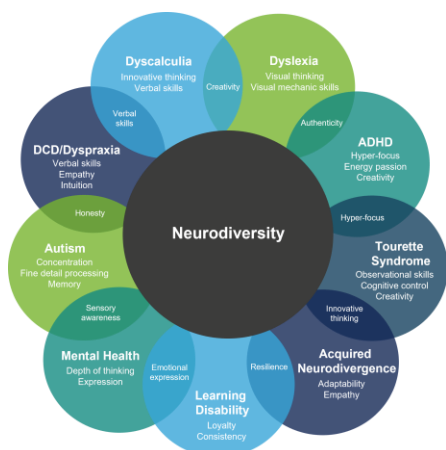 Dyscalculia
Innovative thinking
Verbal skills
Creativity
Dyslexia
Visual thinking
Visual mechanic skills
Authenticity
ADHD
Hyper-focus
Energy passion
Creativity
Hyper-focus
Tourette
Syndrome
Observational skills
Cognitive control
Creativity
Innovative
thinking
Acquired
Neurodivergence
Adaptability
Empathy
Resilience
Learning
Disability
Loyalty
Consistency
Emotional
expression
Mental Health
Depth of thinking
Expression
Sensory
awareness
Autism
Concentration
Fine detail processing
Memory
Honesty
DCD/Dyspraxia
Verbal skills
Empathy
Intuition
Verbal
skills
Neurodiversity